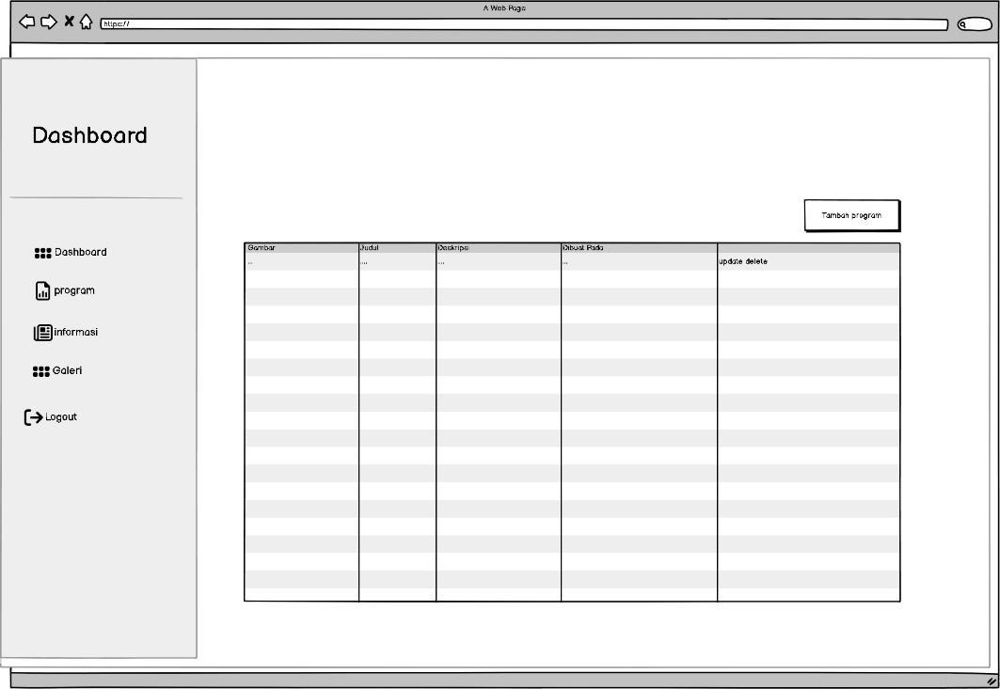 A Web Page
https://
Dashboard
Dashboard
program
informasi
Galeri
Logout
Tambah program
Gambar Judul Deskripsi Dibuat Pada
... .... .... ... update delete